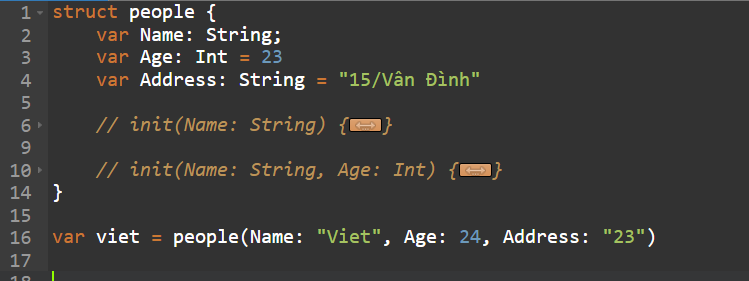 1 struct people {
2 var Name: String;
3 var Age: Int = 23
4 var Address: String = "15/Vân Đình"
5
6 // init(Name: String) {↔}
9
10 // init(Name: String, Age: Int) {↔}
14 }
15
16 var viet = people(Name: "Viet", Age: 24, Address: "23")
17